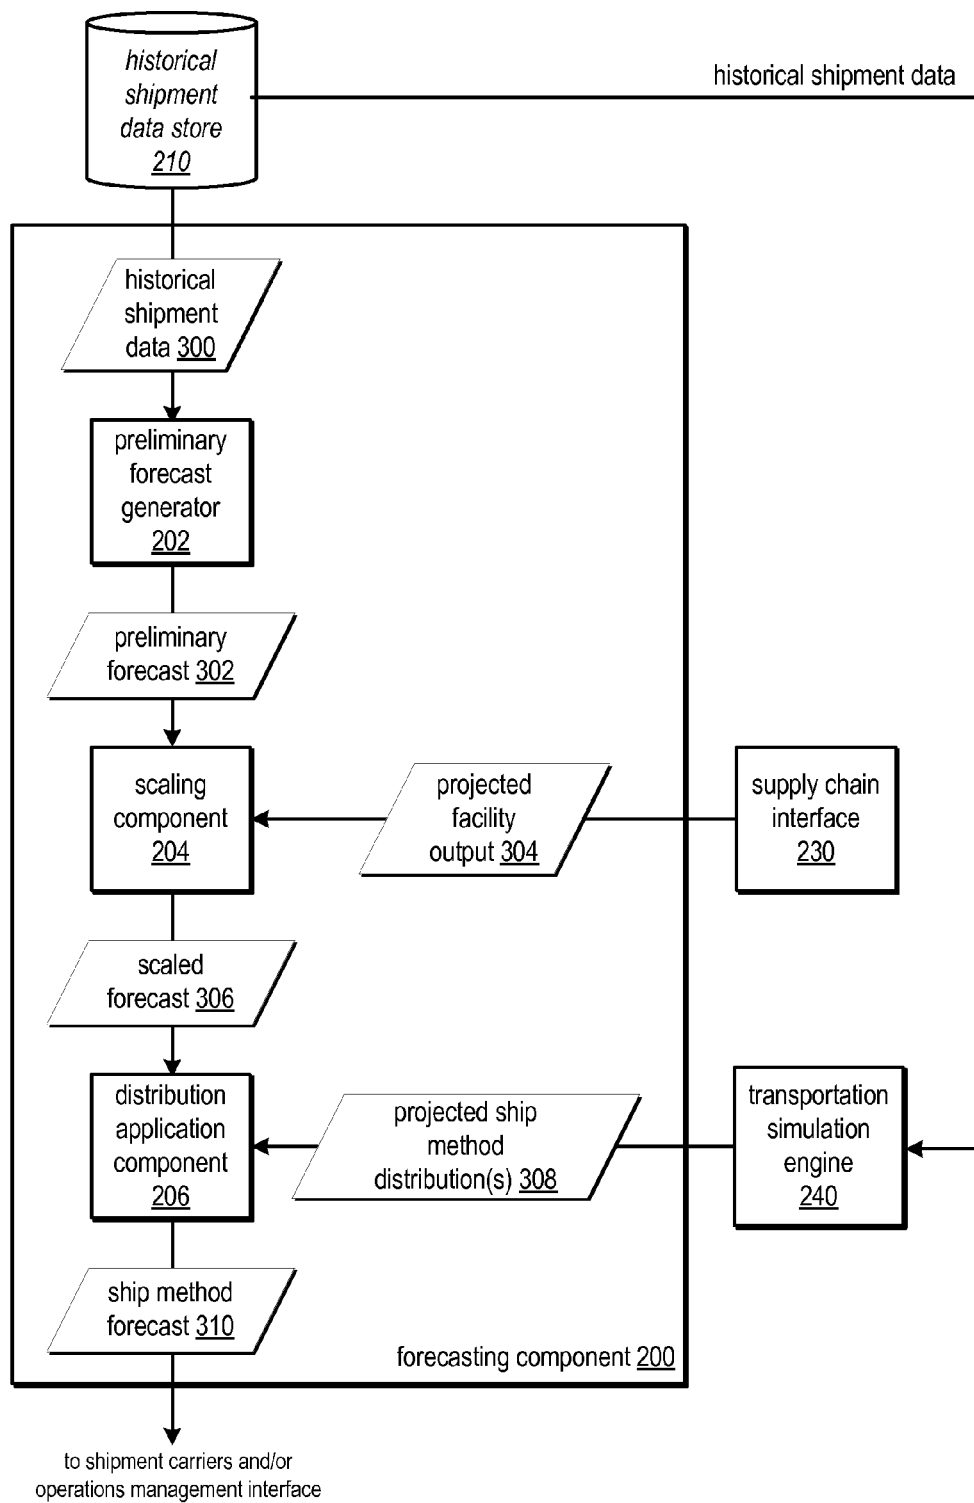 historical
shipment
data store
210
historical shipment data
historical
shipment
data 300
preliminary
forecast
generator
202
preliminary
forecast 302
scaling
component
204
projected
facility
output 304
supply chain
interface
230
scaled
forecast 306
distribution
application
component
206
projected ship
method
distribution(s) 308
transportation
simulation
engine
240
ship method
forecast 310
forecasting component 200
to shipment carriers and/or
operations management interface